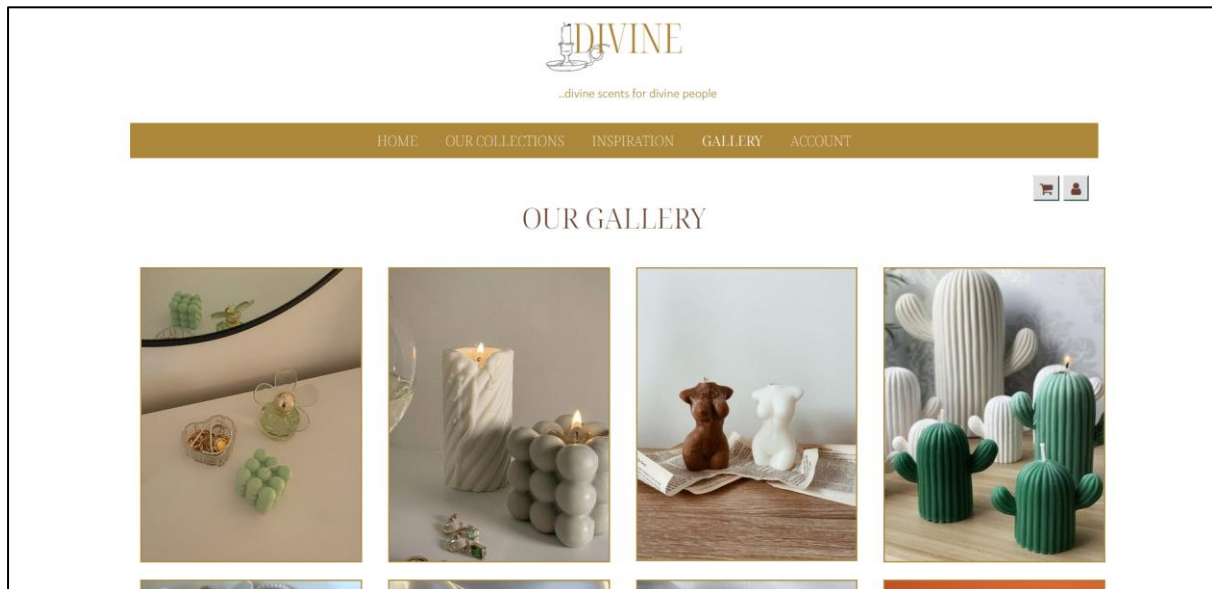 DIVINE
..divine scents for divine people
HOME OUR COLLECTIONS INSPIRATION GALLERY ACCOUNT
OUR GALLERY